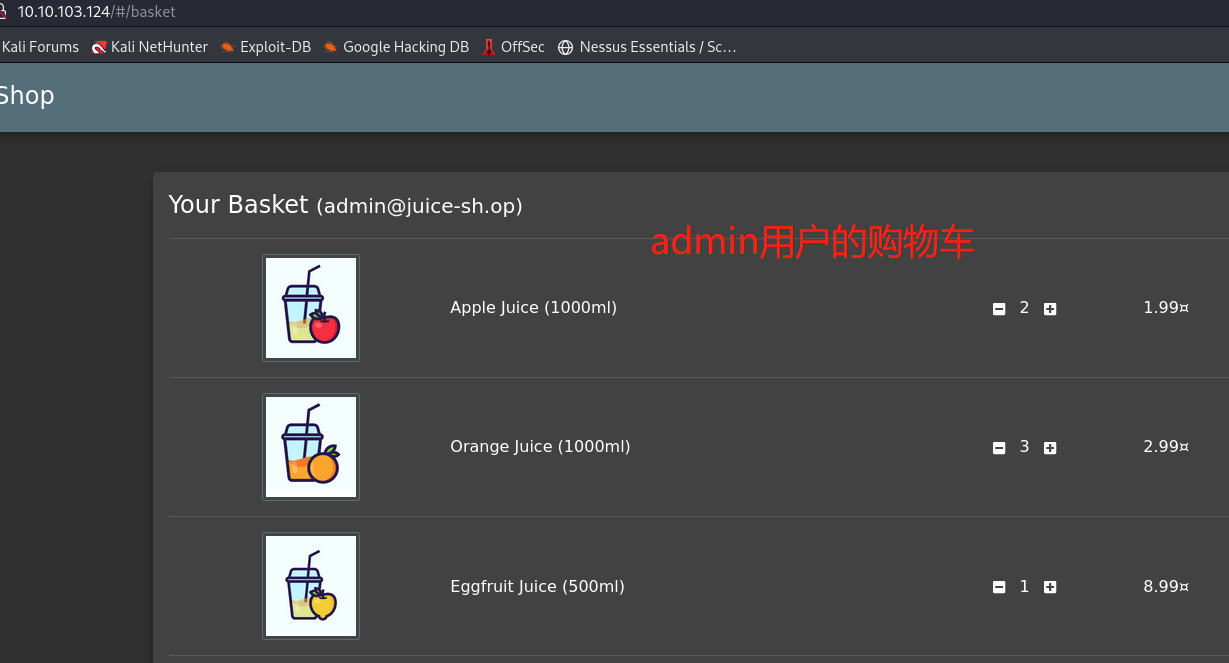 10.10.103.124/#/basket
Kali Forums Kali NetHunter Exploit-DB Google Hacking DB OffSec Nessus Essentials / Sc…
Shop
Your Basket (admin@juice-sh.op)
admin用户的购物车
Apple Juice (1000ml) 2 1.99¤
Orange Juice (1000ml) 3 2.99¤
Eggfruit Juice (500ml) 1 8.99¤